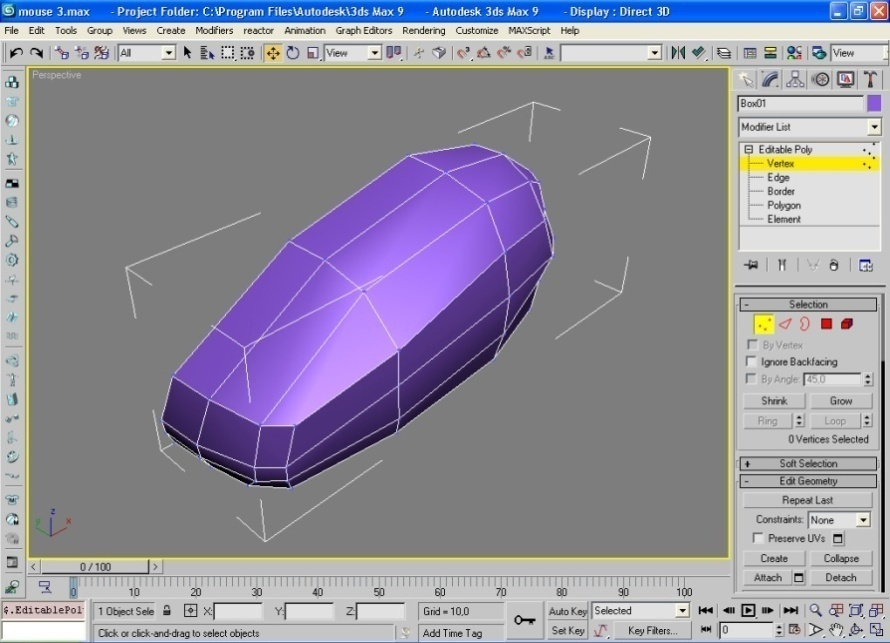 mouse 3.max - Project Folder: C:\Program Files\Autodesk\3ds Max 9 - Autodesk 3ds Max 9 - Display : Direct 3D
File Edit Tools Group Views Create Modifiers reactor Animation Graph Editors Rendering Customize MAXScript Help
All View View
Perspective
Box01
Modifier List
Editable Poly
Vertex
Edge
Border
Polygon
Element
- Selection
By Vertex
Ignore Backfacing
By Angle: 45.0
Shrink Grow
Ring Loop
0 Vertices Selected
+ Soft Selection
- Edit Geometry
Repeat Last
Constraints: None
Preserve UVs
Create Collapse
Attach Detach
z
y x
< 0 / 100 >
0 10 20 30 40 50 60 70 80 90 100
$.EditablePol 1 Object Sele X: Y: Z: Grid = 10,0 Auto Key Selected
Click or click-and-drag to select objects Add Time Tag Set Key Key Filters... 0